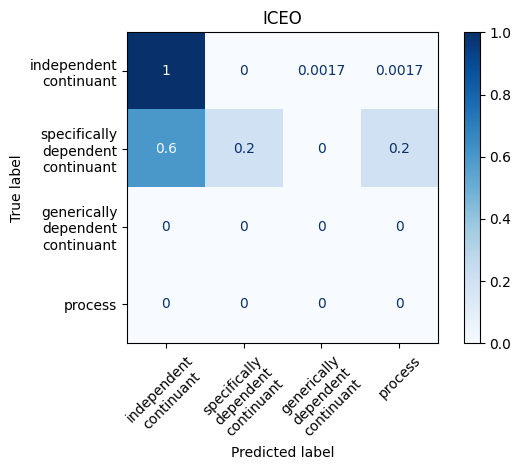 ICEO
independent
continuant
specifically
dependent
continuant
generically
dependent
continuant
process
True label
1 0 0.0017 0.0017
0.6 0.2 0 0.2
0 0 0 0
0 0 0 0
independent
continuant
specifically
dependent
continuant
generically
dependent
continuant
process
Predicted label
1.0
0.8
0.6
0.4
0.2
0.0